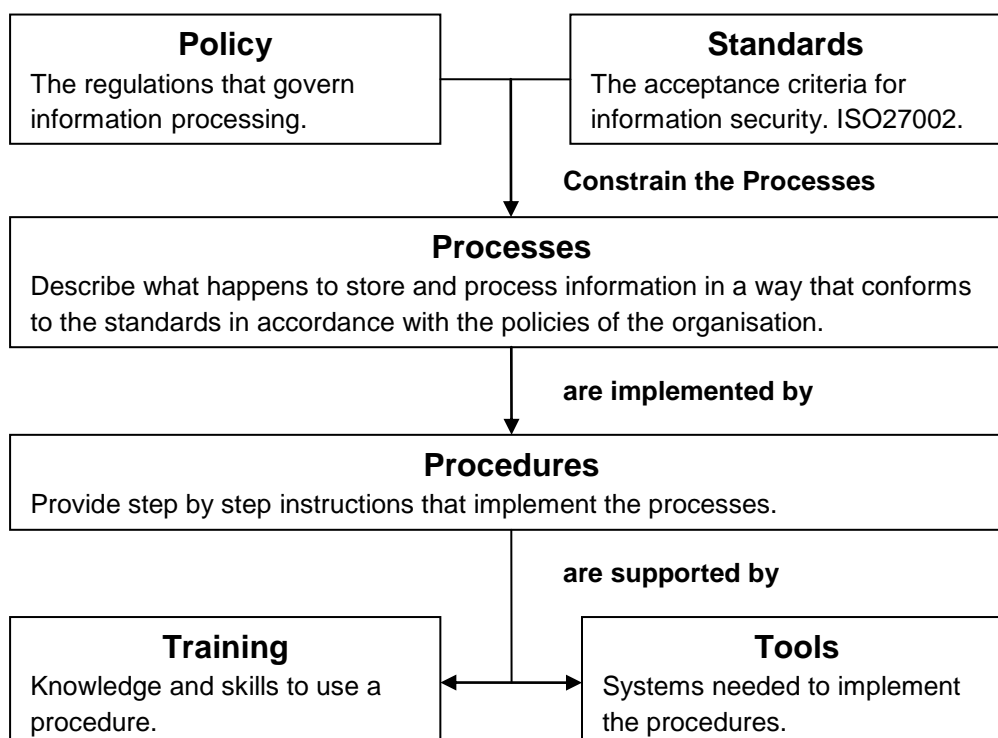 Policy
The regulations that govern
information processing.
Standards
The acceptance criteria for
information security. ISO27002.
Constrain the Processes
Processes
Describe what happens to store and process information in a way that conforms
to the standards in accordance with the policies of the organisation.
are implemented by
Procedures
Provide step by step instructions that implement the processes.
are supported by
Training
Knowledge and skills to use a
procedure.
Tools
Systems needed to implement
the procedures.